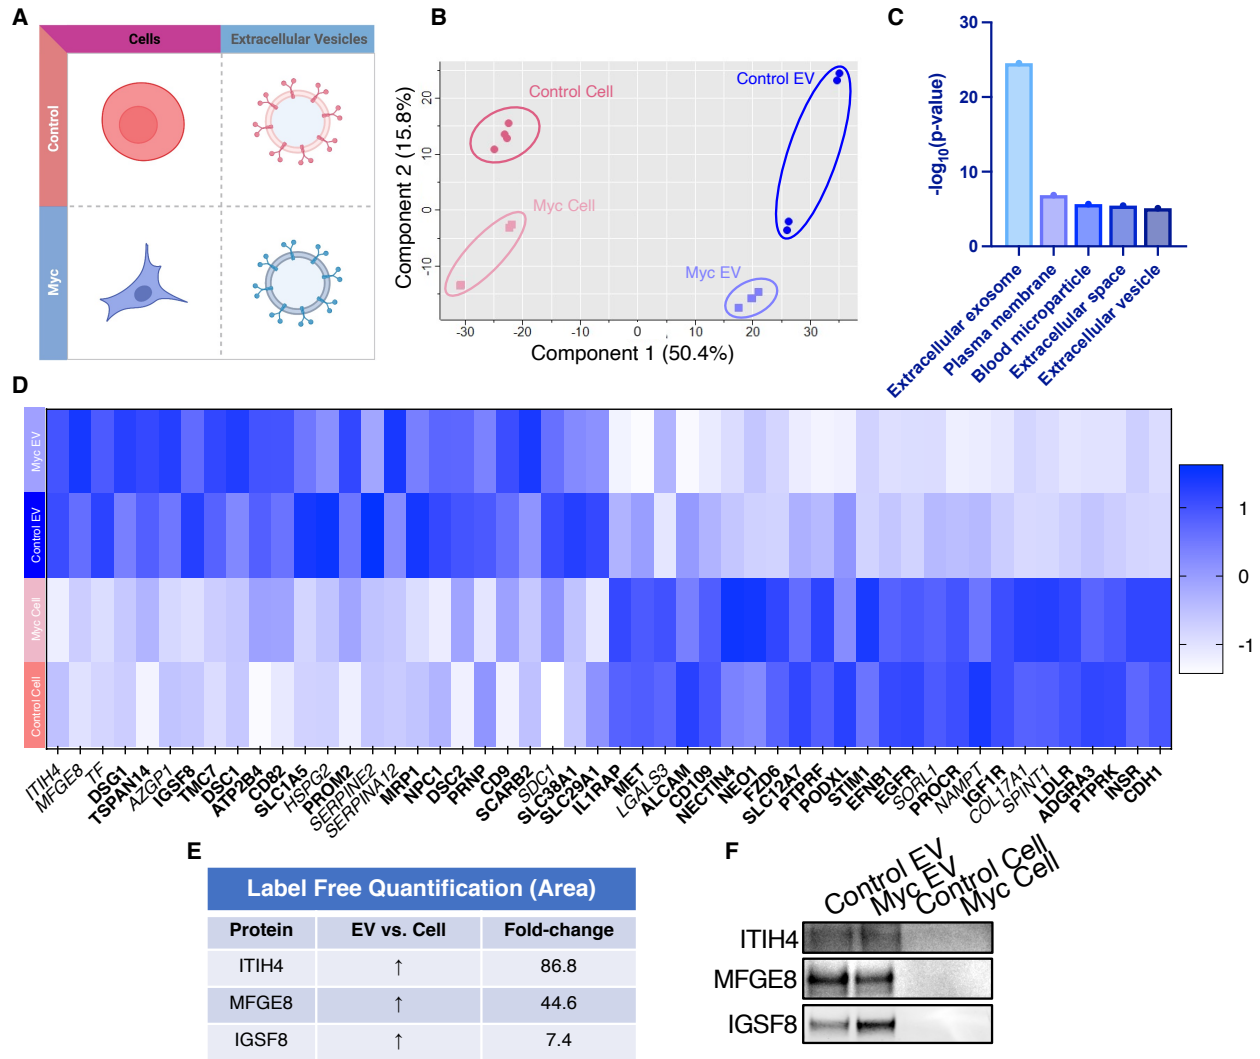 A
Cells
Extracellular Vesicles
Control
Myc
B
Component 2 (15.8%)
20
10
0
-10
Control Cell
Control EV
Myc Cell
Myc EV
-30
-20
-10
0
10
20
30
Component 1 (50.4%)
C
-log10(p-value)
30
20
10
0
Extracellular exosome
Plasma membrane
Blood microparticle
Extracellular space
Extracellular vesicle
D
Myc EV
Control EV
Myc Cell
Control Cell
1
0
-1
ITIH4
MFGE8
TF
DSG1
TSPAN14
AZGP1
IGSF8
TMC7
DSC1
ATP2B4
CD82
SLC1A5
HSPG2
PROM2
SERPINE2
SERPINA12
MRP1
NPC1
DSC2
PRNP
CD9
SCARB2
SDC1
SLC38A1
SLC29A1
IL1RAP
MET
LGALS3
ALCAM
CD109
NECTIN4
NEO1
FZD6
SLC12A7
PTPRF
PODXL
STIM1
EFNB1
EGFR
SORL1
PROCR
NAMPT
IGF1R
COL17A1
SPINT1
LDLR
ADGRA3
PTPRK
INSR
CDH1
E
Label Free Quantification (Area)
Protein EV vs. Cell Fold-change
ITIH4 ↑ 86.8
MFGE8 ↑ 44.6
IGSF8 ↑ 7.4
F
Control EV
Myc EV
Control Cell
Myc Cell
ITIH4
MFGE8
IGSF8